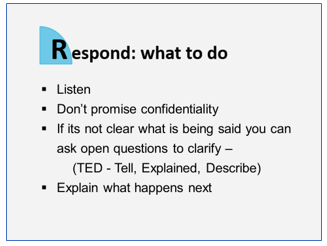 Respond: what to do
▪ Listen
▪ Don't promise confidentiality
▪ If its not clear what is being said you can
ask open questions to clarify –
(TED - Tell, Explained, Describe)
▪ Explain what happens next